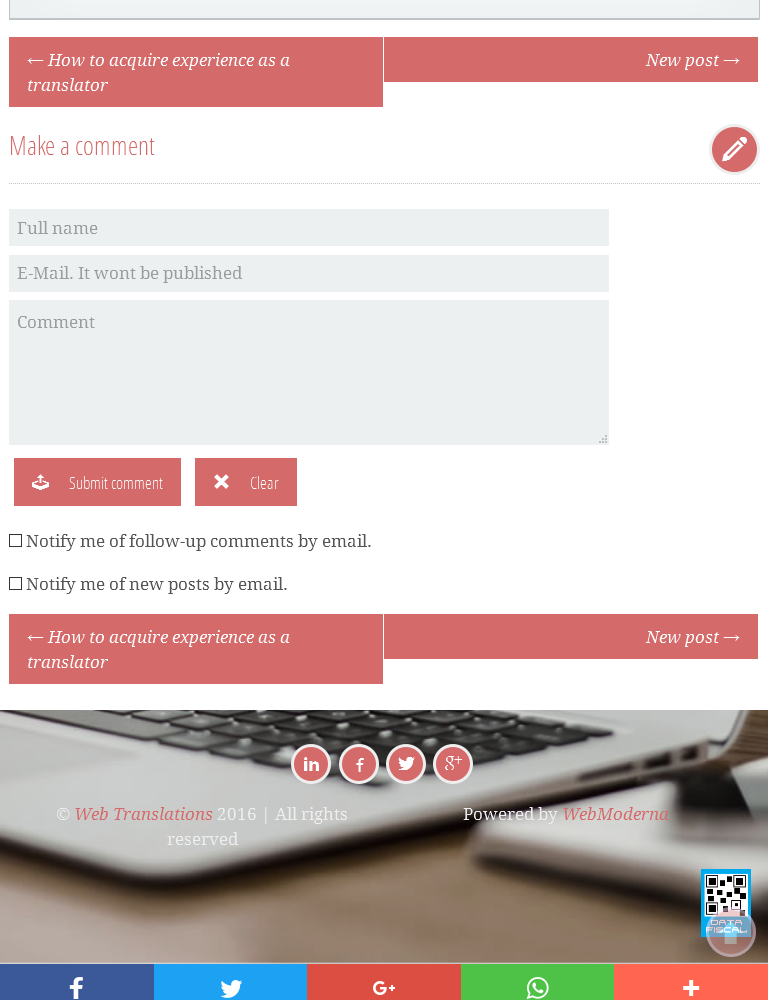 ← How to acquire experience as a
translator
New post →
Make a comment
Full name
E-Mail. It wont be published
Comment
Submit comment
Clear
Notify me of follow-up comments by email.
Notify me of new posts by email.
← How to acquire experience as a
translator
New post →
© Web Translations 2016 | All rights
reserved
Powered by WebModerna
DATA
FISCAL